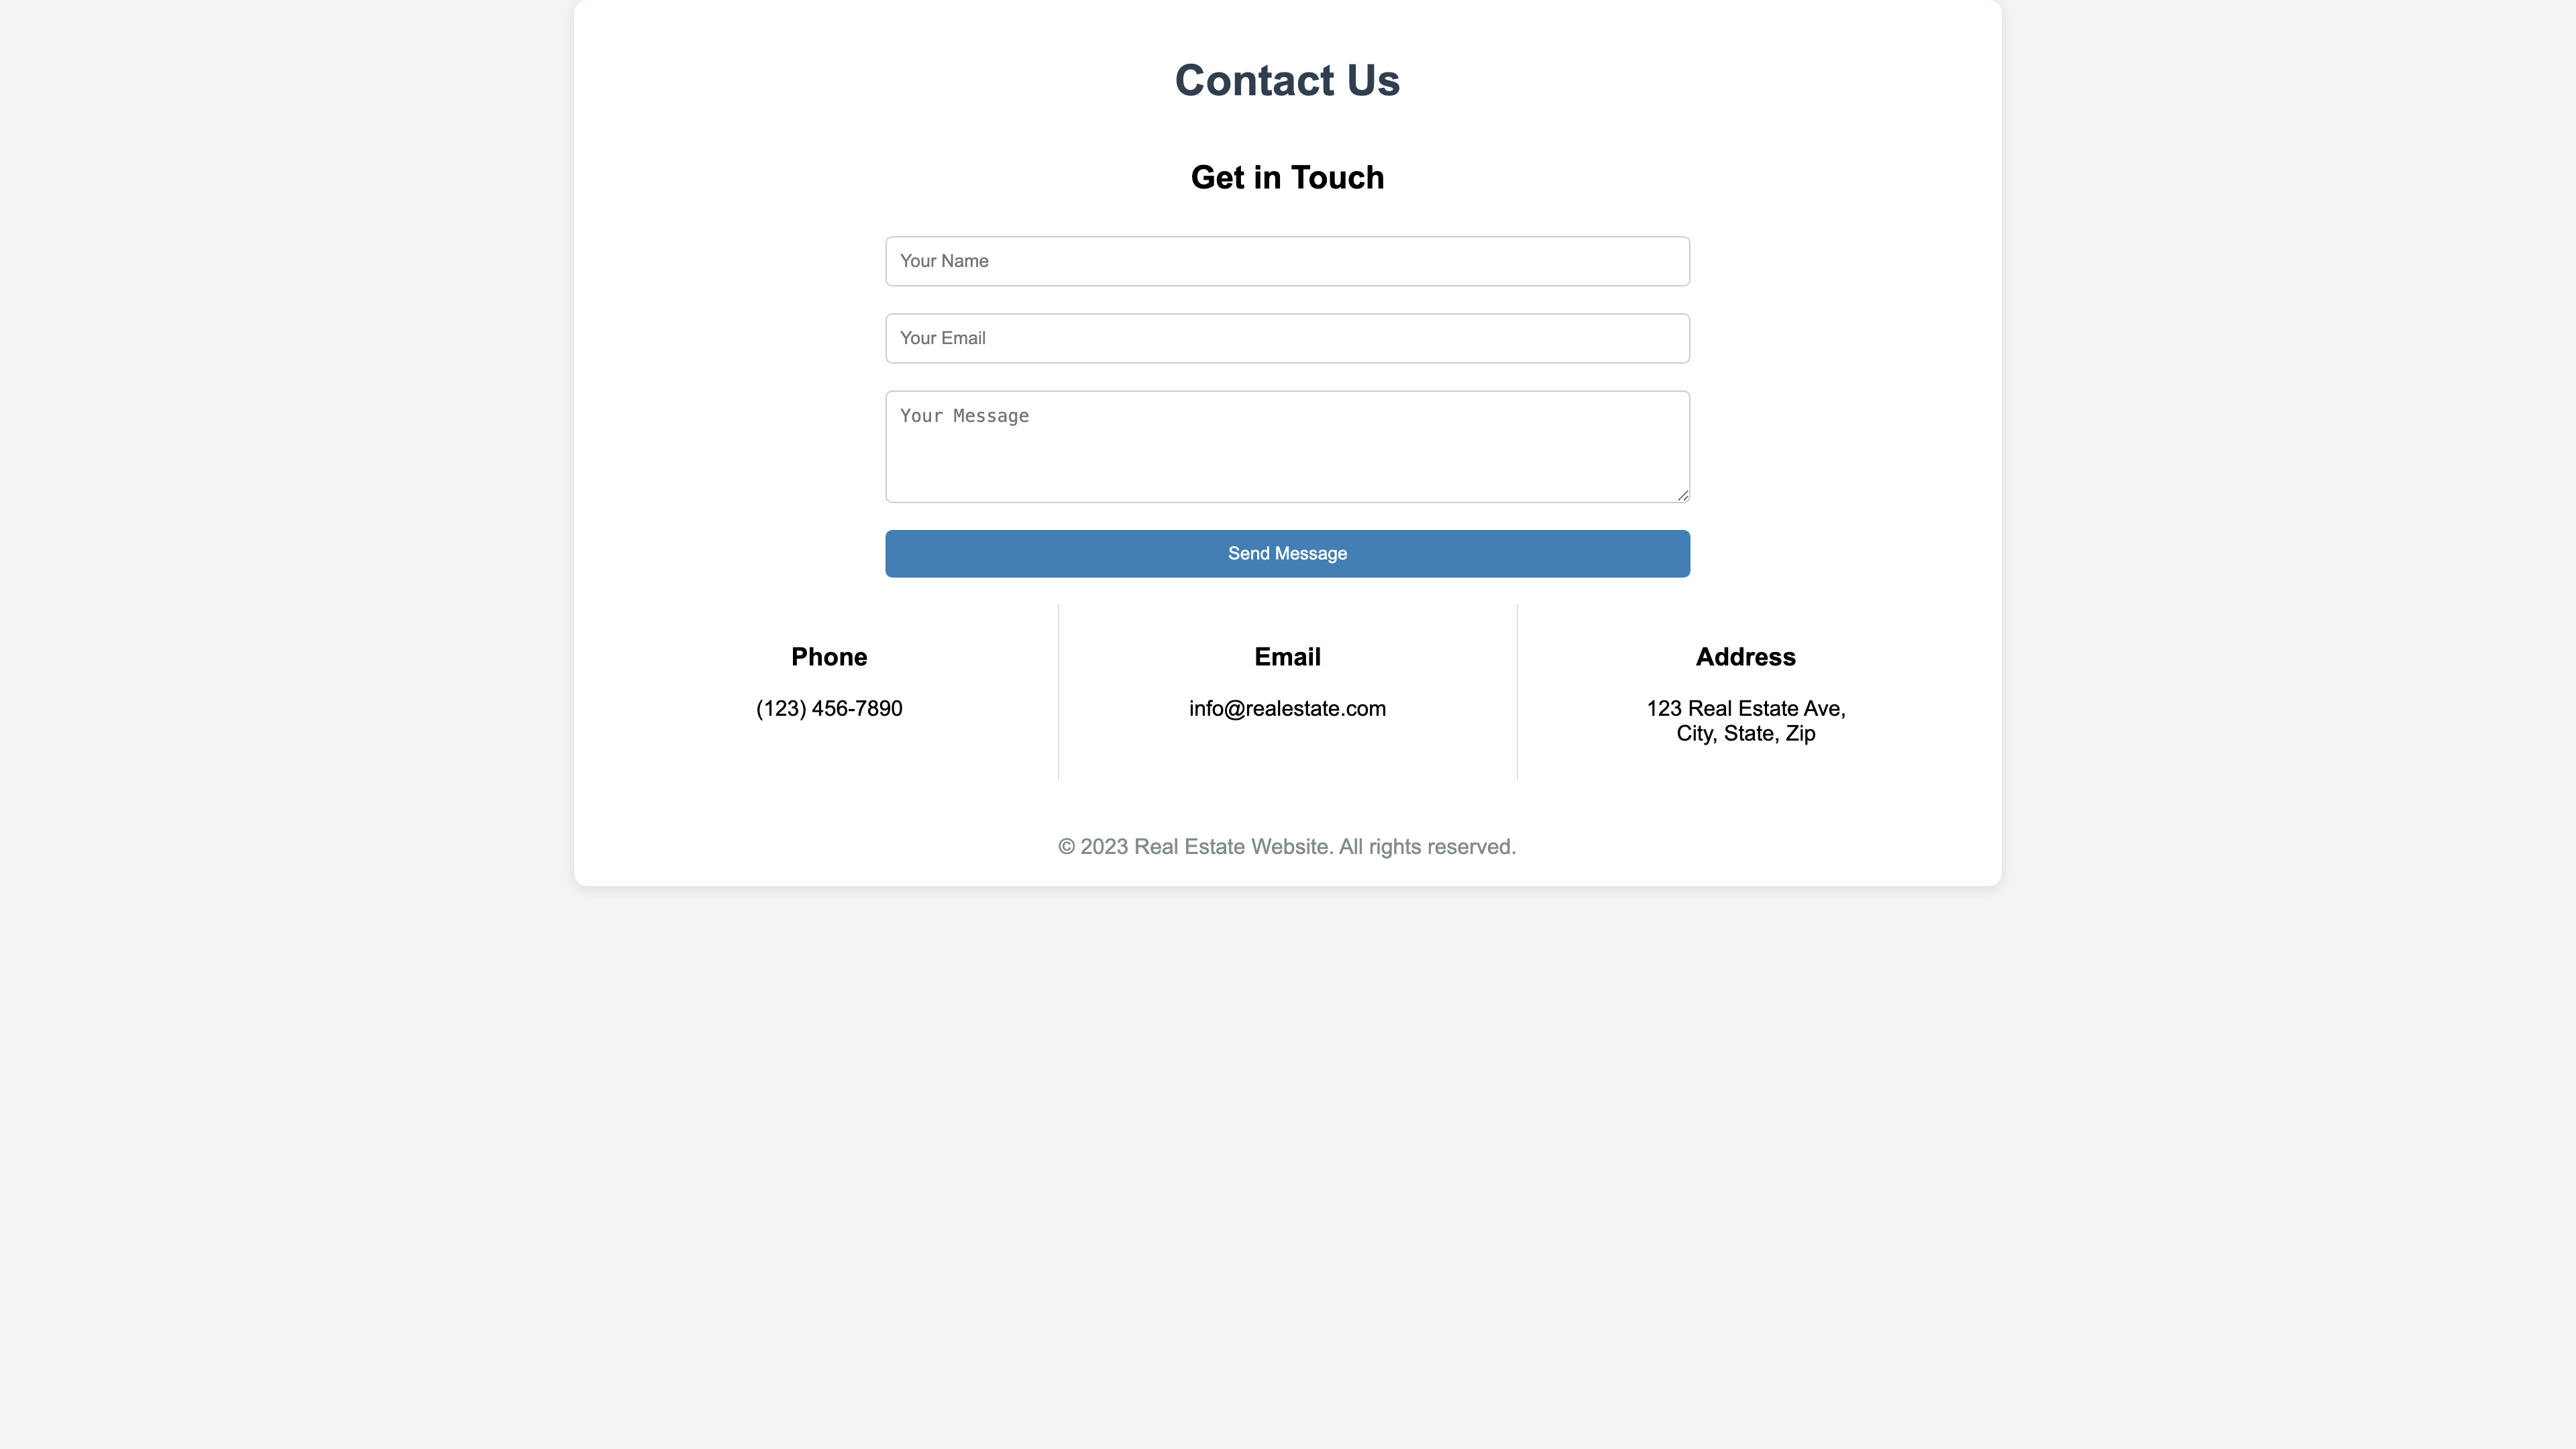 Contact Us
Get in Touch
Your Name
Your Email
Your Message
Send Message
Phone
(123) 456-7890
Email
info@realestate.com
Address
123 Real Estate Ave,
City, State, Zip
© 2023 Real Estate Website. All rights reserved.